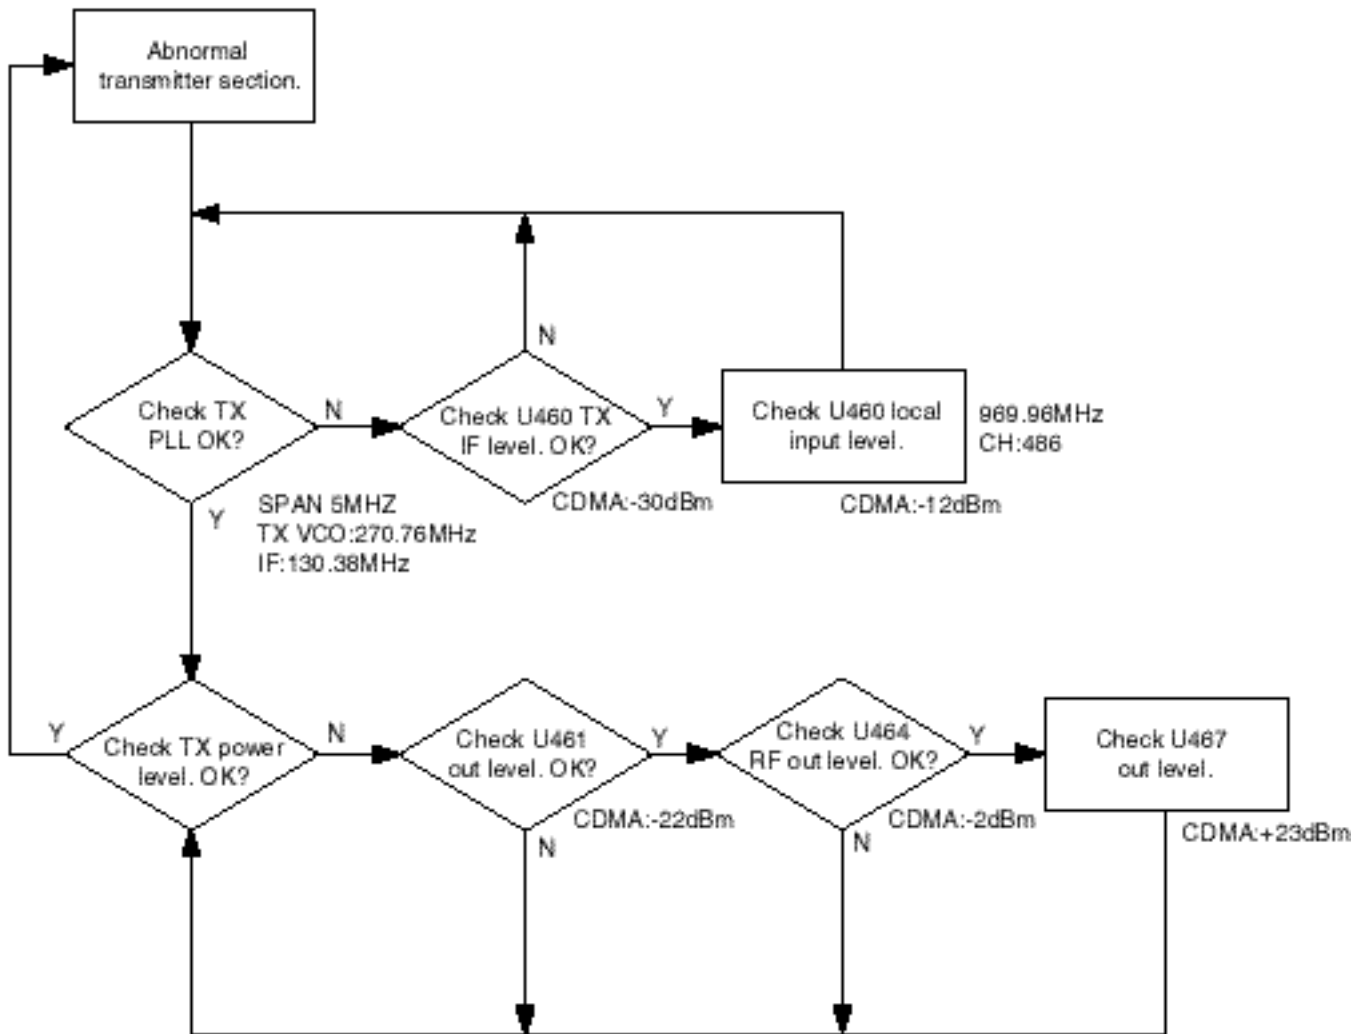 Abnormal
transmitter section.
N
Check TX
PLL OK?
N
Check U460 TX
IF level. OK?
Y
Check U460 local
input level.
969.96MHz
CH:486
Y
SPAN 5MHZ
TX VCO:270.76MHz
IF:130.38MHz
CDMA:-30dBm
CDMA:-12dBm
Y
Check TX power
level. OK?
N
Check U461
out level. OK?
Y
Check U464
RF out level. OK?
Y
Check U467
out level.
CDMA:-22dBm
CDMA:-2dBm
CDMA:+23dBm
N
N